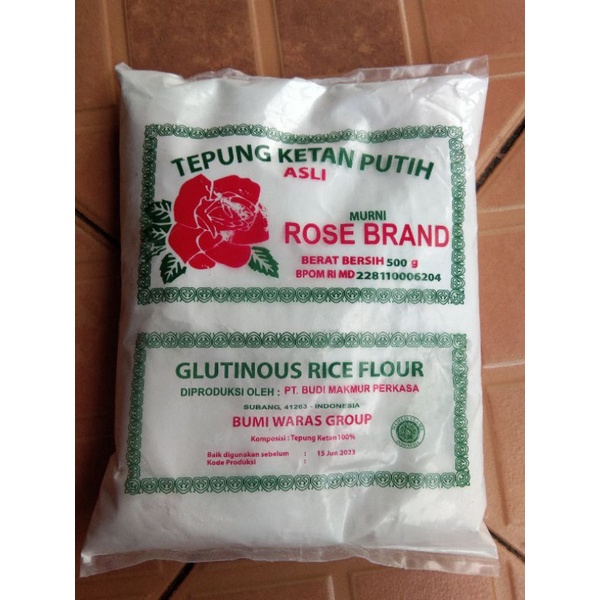 TEPUNG KETAN PUTIH
ASLI
MURNI
ROSE BRAND
BERAT BERSIH 500 g
BPOM RI MD 228110006204
GLUTINOUS RICE FLOUR
DIPRODUKSI OLEH : PT. BUDI MAKMUR PERKASA
SUBANG, 41263 - INDONESIA
BUMI WARAS GROUP
Komposisi : Tepung Ketan 100%
Baik digunakan sebelum : 15 Jun 2023
Kode Produksi :